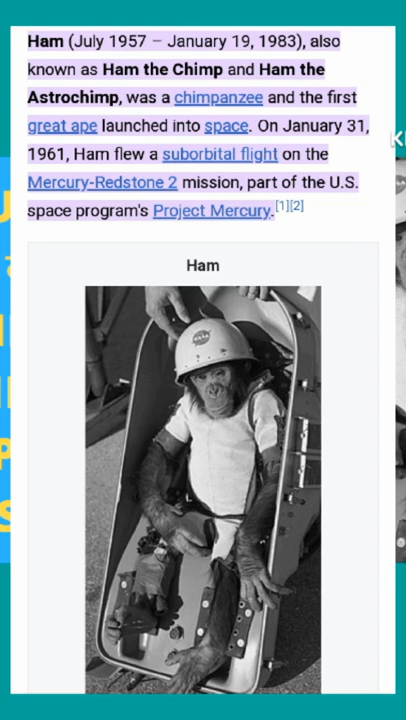 Ham (July 1957 – January 19, 1983), also
known as Ham the Chimp and Ham the
Astrochimp, was a chimpanzee and the first
great ape launched into space. On January 31,
1961, Ham flew a suborbital flight on the
Mercury-Redstone 2 mission, part of the U.S.
space program's Project Mercury.[1][2]
Ham